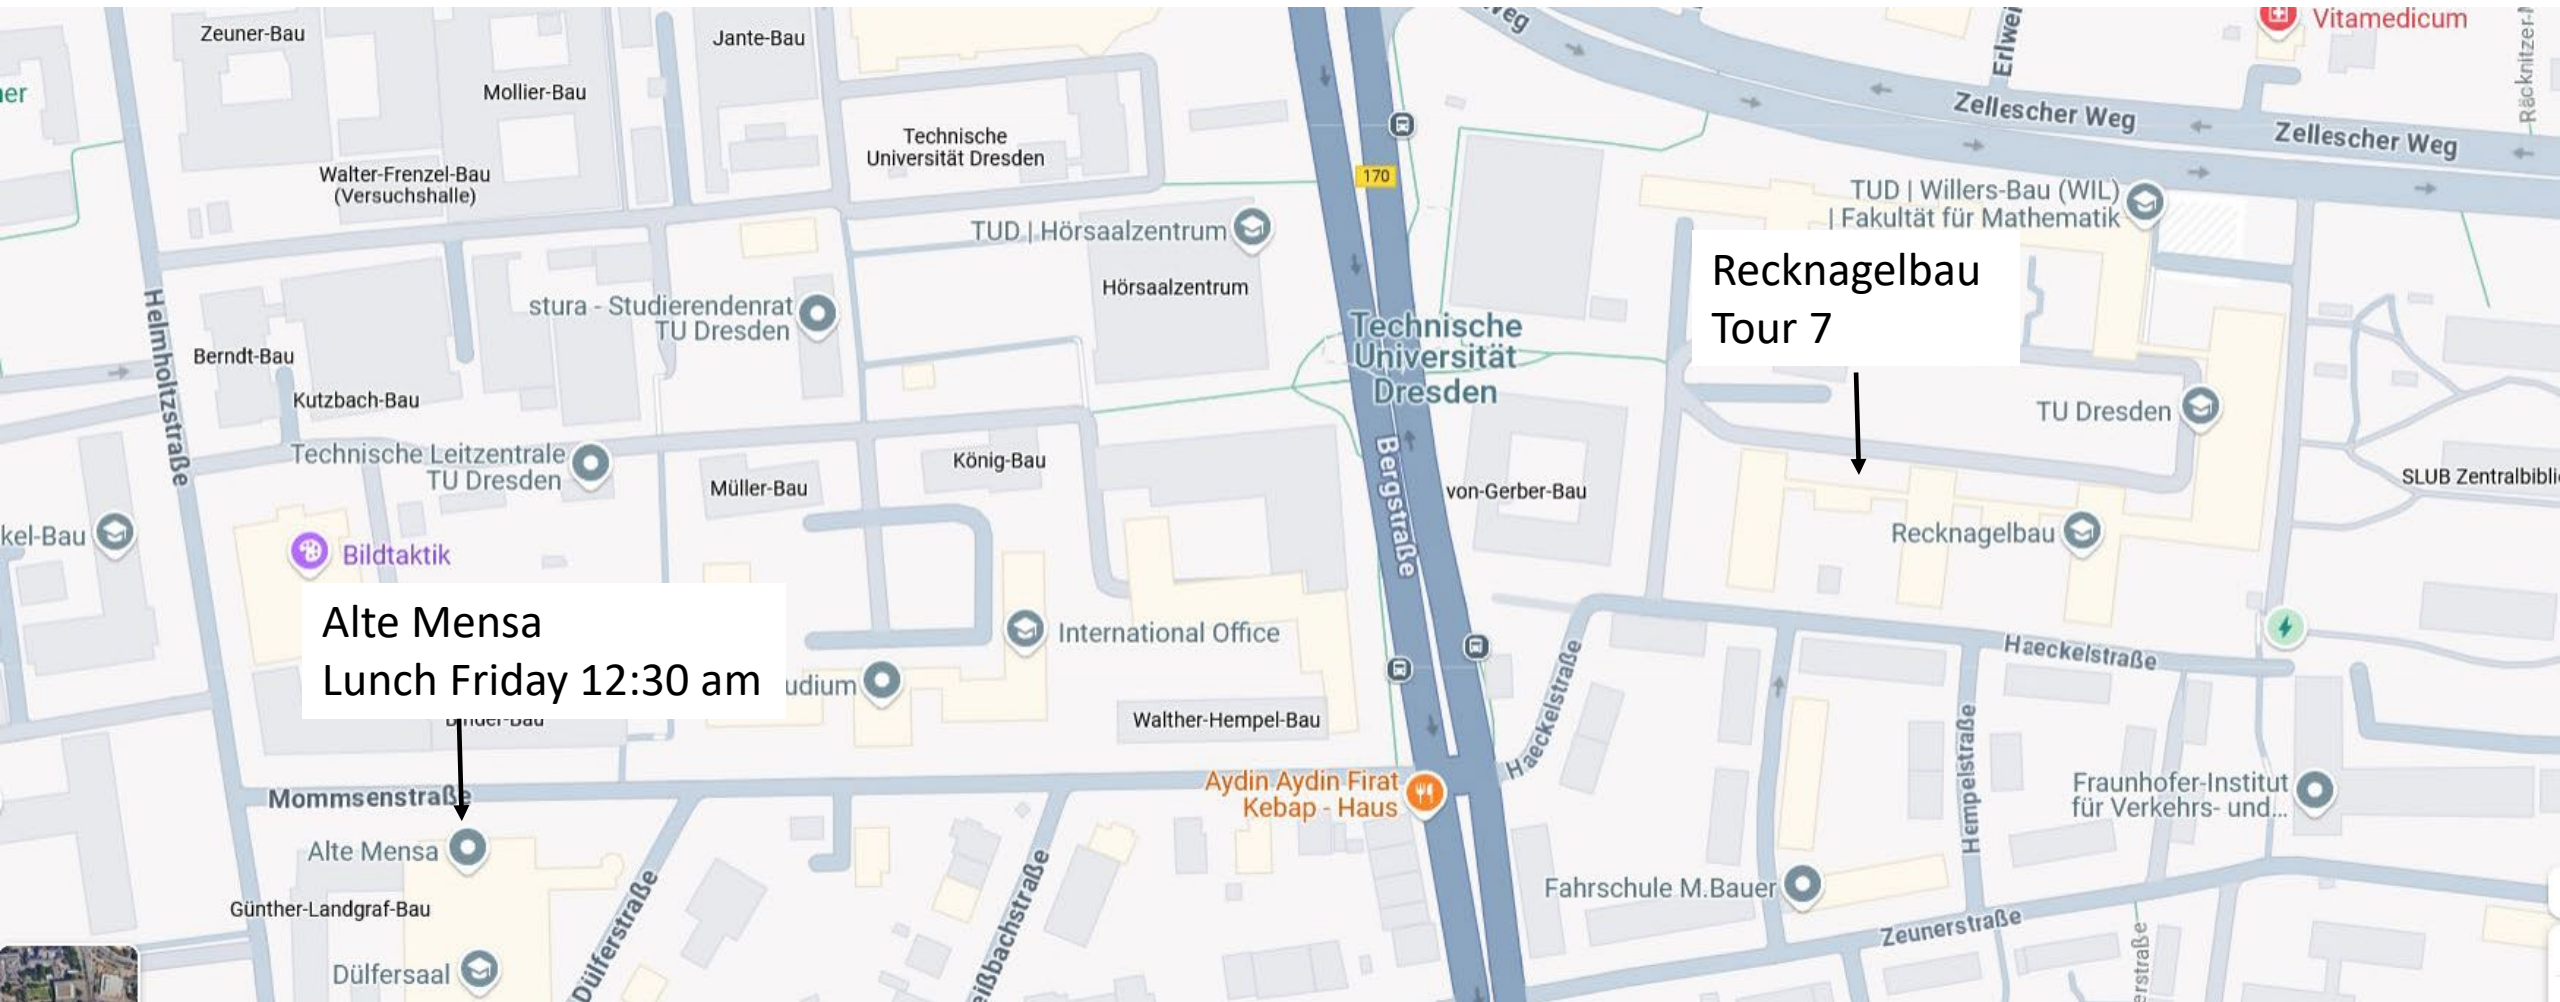 Zeuner-Bau
Jante-Bau
Mollier-Bau
Walter-Frenzel-Bau
(Versuchshalle)
Technische
Universität Dresden
170
Zellescher Weg
Zellescher Weg
Vitamedicum
TUD | Hörsaalzentrum
Hörsaalzentrum
TUD | Willers-Bau (WIL)
| Fakultät für Mathematik
Recknagelbau
Tour 7
Helmholtzstraße
stura - Studierendenrat
TU Dresden
Berndt-Bau
Kutzbach-Bau
Technische
Universität
Dresden
TU Dresden
Technische Leitzentrale
TU Dresden
Müller-Bau
König-Bau
Bergstraße
von-Gerber-Bau
SLUB Zentralbibli
Recknagelbau
kel-Bau
Bildtaktik
Alte Mensa
Lunch Friday 12:30 am
udium
International Office
Walther-Hempel-Bau
Haeckelstraße
Haeckelstraße
Hempelstraße
Mommsenstraße
Aydin Aydin Firat
Kebap - Haus
Fraunhofer-Institut
für Verkehrs- und...
Alte Mensa
Günther-Landgraf-Bau
Dülfersaal
Dülferstraße
eißbachstraße
Fahrschule M.Bauer
Zeunerstraße
erstraße